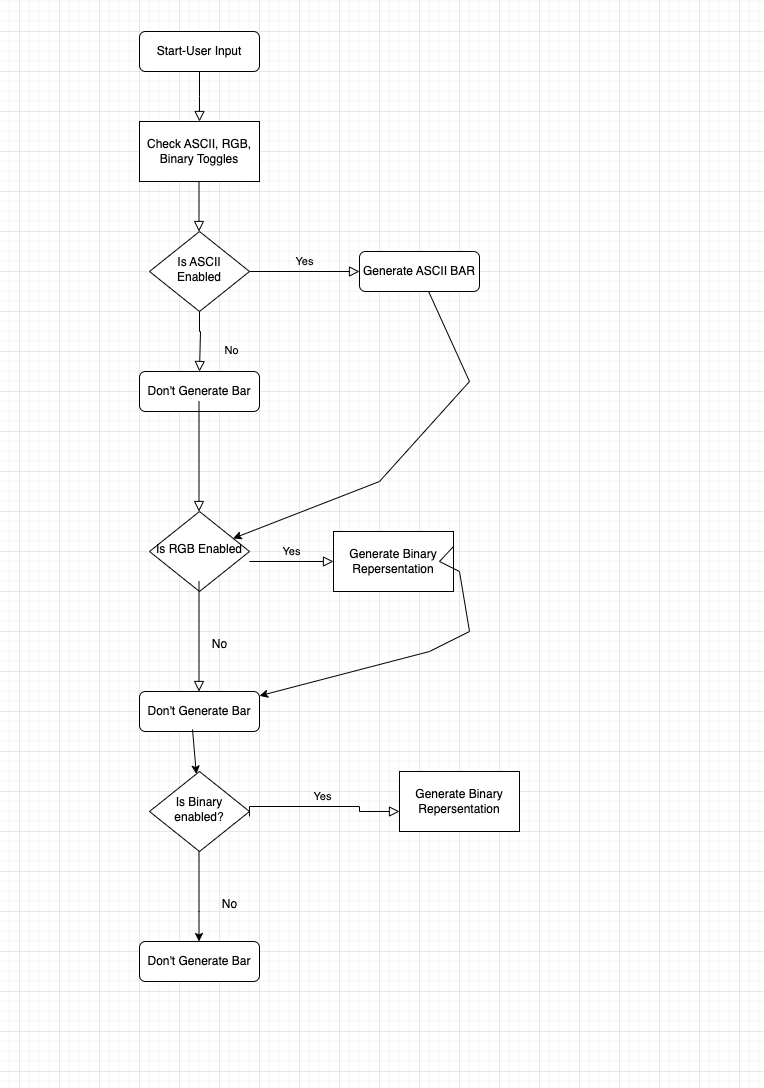 Start-User Input
Check ASCII, RGB,
Binary Toggles
Is ASCII
Enabled
Yes
Generate ASCII BAR
No
Don't Generate Bar
Is RGB Enabled
Yes
Generate Binary
Repersentation
No
Don't Generate Bar
Is Binary
enabled?
Yes
Generate Binary
Repersentation
No
Don't Generate Bar